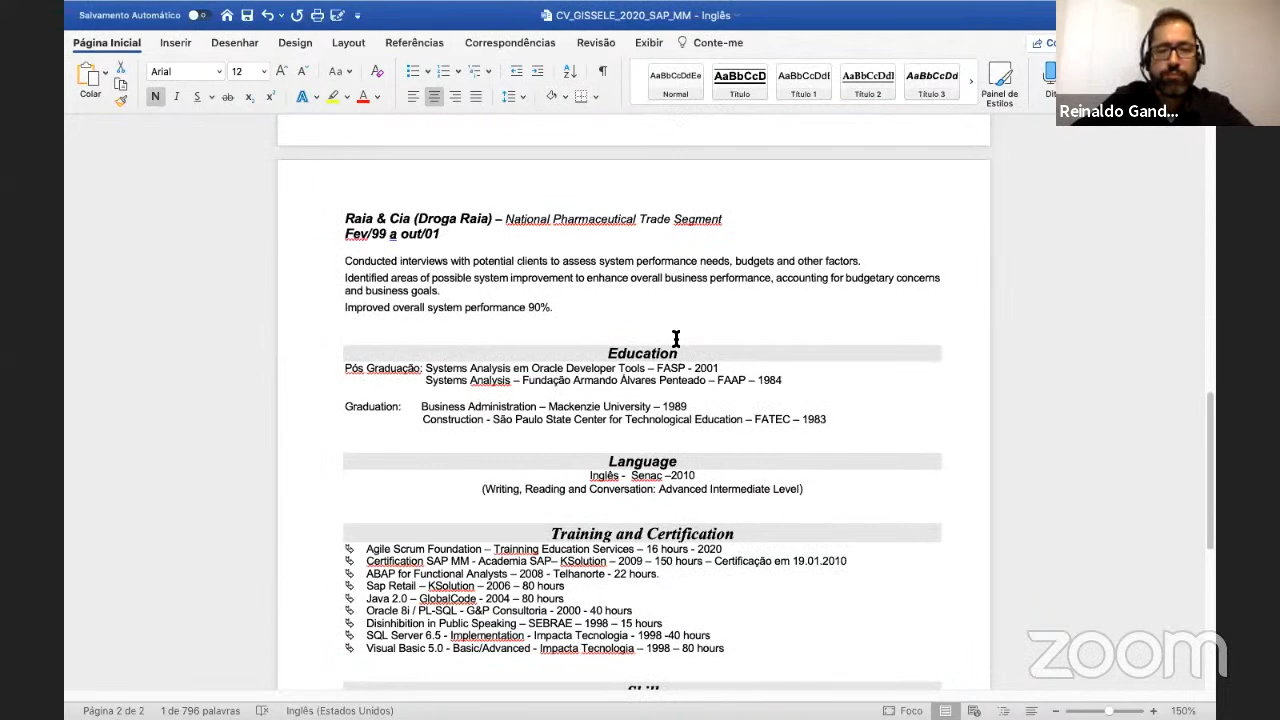 Salvamento Automático
CV_GISSELE_2020_SAP_MM - Inglês
Página Inicial Inserir Desenhar Design Layout Referências Correspondências Revisão Exibir Conte-me Co
Colar
Arial 12
N I S ab x₂ x² A A
AaBbCcDdEe AaBbCcD AaBbCcDdI AaBbCcDdI AaBbCcDd
Normal Título Título 1 Título 2 Título 3
Painel de Estilos
Dit
Reinaldo Gand...
Raia & Cia (Droga Raia) – National Pharmaceutical Trade Segment
Fev/99 a out/01
Conducted interviews with potential clients to assess system performance needs, budgets and other factors.
Identified areas of possible system improvement to enhance overall business performance, accounting for budgetary concerns
and business goals.
Improved overall system performance 90%.
Education
Pós Graduação: Systems Analysis em Oracle Developer Tools – FASP - 2001
Systems Analysis – Fundação Armando Álvares Penteado – FAAP – 1984
Graduation: Business Administration – Mackenzie University – 1989
Construction - São Paulo State Center for Technological Education – FATEC – 1983
Language
Inglês - Senac –2010
(Writing, Reading and Conversation: Advanced Intermediate Level)
Training and Certification
Agile Scrum Foundation – Trainning Education Services – 16 hours - 2020
Certification SAP MM - Academia SAP– KSolution – 2009 – 150 hours – Certificação em 19.01.2010
ABAP for Functional Analysts – 2008 - Telhanorte - 22 hours.
Sap Retail – KSolution – 2006 – 80 hours
Java 2.0 – GlobalCode - 2004 – 80 hours
Oracle 8i / PL-SQL - G&P Consultoria - 2000 - 40 hours
Disinhibition in Public Speaking – SEBRAE – 1998 – 15 hours
SQL Server 6.5 - Implementation - Impacta Tecnologia - 1998 -40 hours
Visual Basic 5.0 - Basic/Advanced - Impacta Tecnologia – 1998 – 80 hours
zoom
Página 2 de 2 1 de 796 palavras Inglês (Estados Unidos) Foco 150%